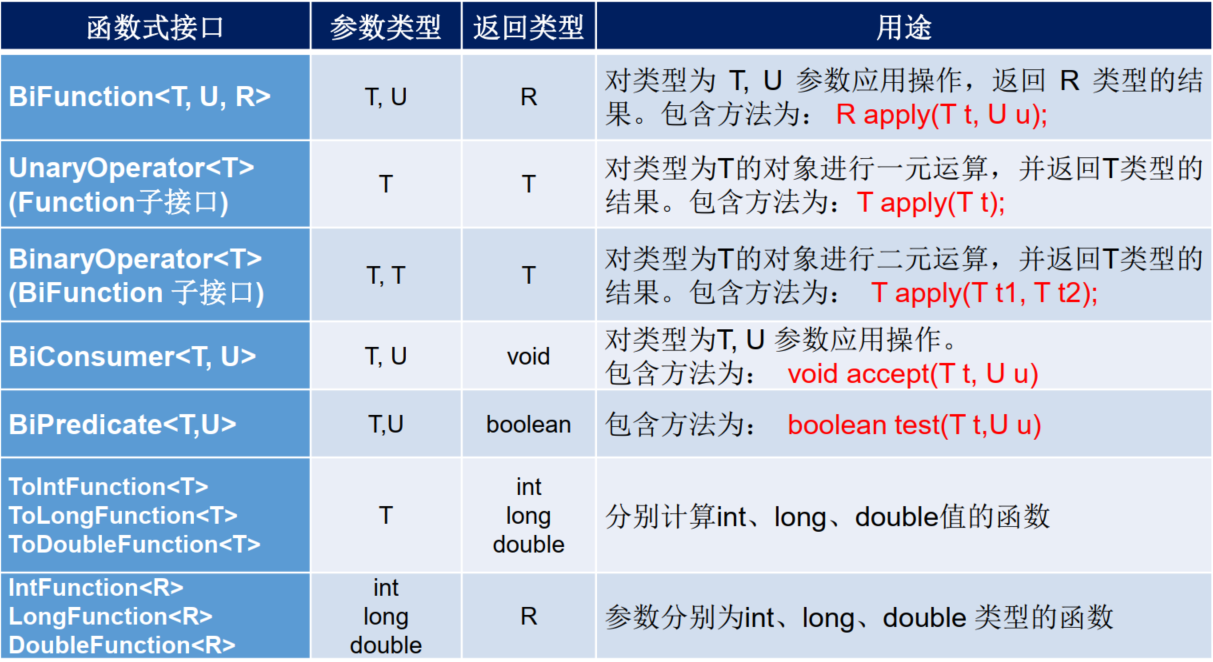 函数式接口 参数类型 返回类型 用途
BiFunction<T, U, R> T, U R 对类型为 T, U 参数应用操作，返回 R 类型的结
果。包含方法为： R apply(T t, U u);
UnaryOperator<T>
(Function子接口) T T 对类型为T的对象进行一元运算，并返回T类型的
结果。包含方法为：T apply(T t);
BinaryOperator<T>
(BiFunction 子接口) T, T T 对类型为T的对象进行二元运算，并返回T类型的
结果。包含方法为： T apply(T t1, T t2);
BiConsumer<T, U> T, U void 对类型为T, U 参数应用操作。
包含方法为： void accept(T t, U u)
BiPredicate<T,U> T,U boolean 包含方法为： boolean test(T t,U u)
ToIntFunction<T>
ToLongFunction<T>
ToDoubleFunction<T>
T
int
long
double
分别计算int、long、double值的函数
IntFunction<R>
LongFunction<R>
DoubleFunction<R>
int
long
double
R
参数分别为int、long、double 类型的函数